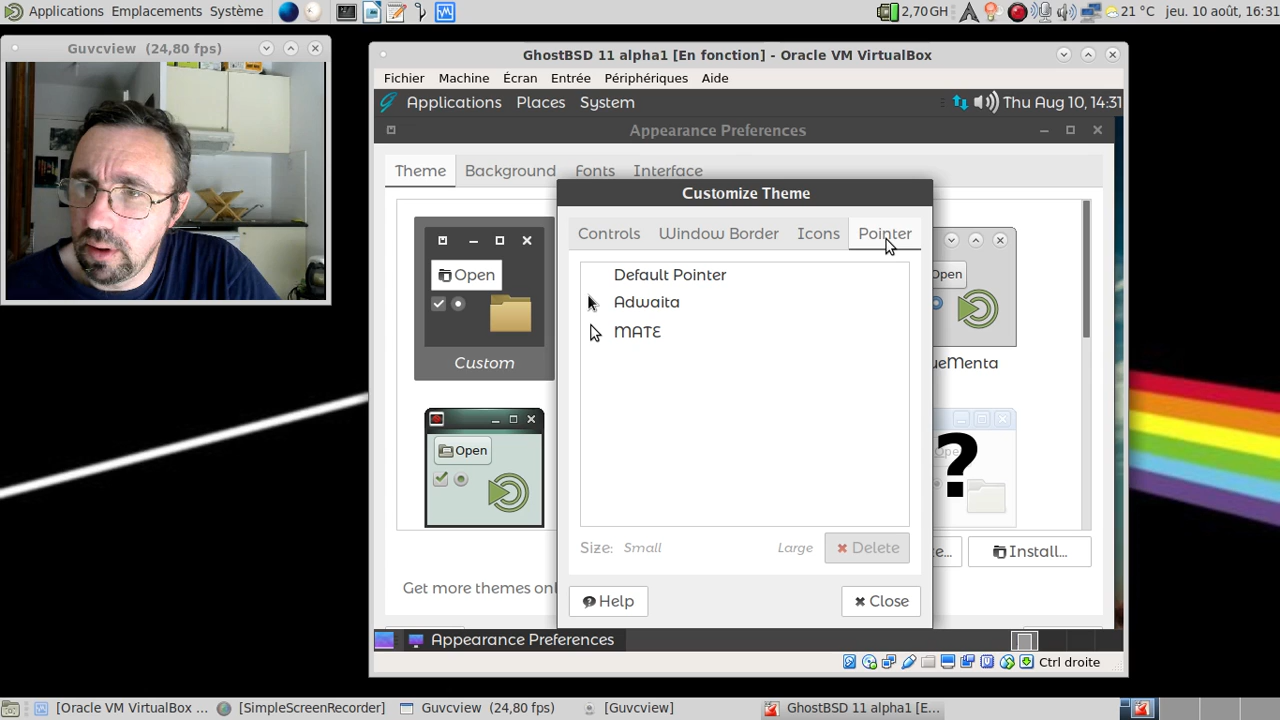 Applications Emplacements Système 2,70GH 21 °C jeu. 10 août, 16:31
Guvcview (24,80 fps)
GhostBSD 11 alpha1 [En fonction] - Oracle VM VirtualBox
Fichier Machine Écran Entrée Périphériques Aide
Applications Places System Thu Aug 10, 14:31
Appearance Preferences
Theme Background Fonts Interface
Customize Theme
Controls Window Border Icons Pointer
Open
Custom
Open
Default Pointer
Adwaita
MATE
Open
ueMenta
?
Size: Small Large Delete
e... Install...
Get more themes onl
Help Close
Appearance Preferences
Ctrl droite
[Oracle VM VirtualBox ... [SimpleScreenRecorder] Guvcview (24,80 fps) [Guvcview] GhostBSD 11 alpha1 [E...